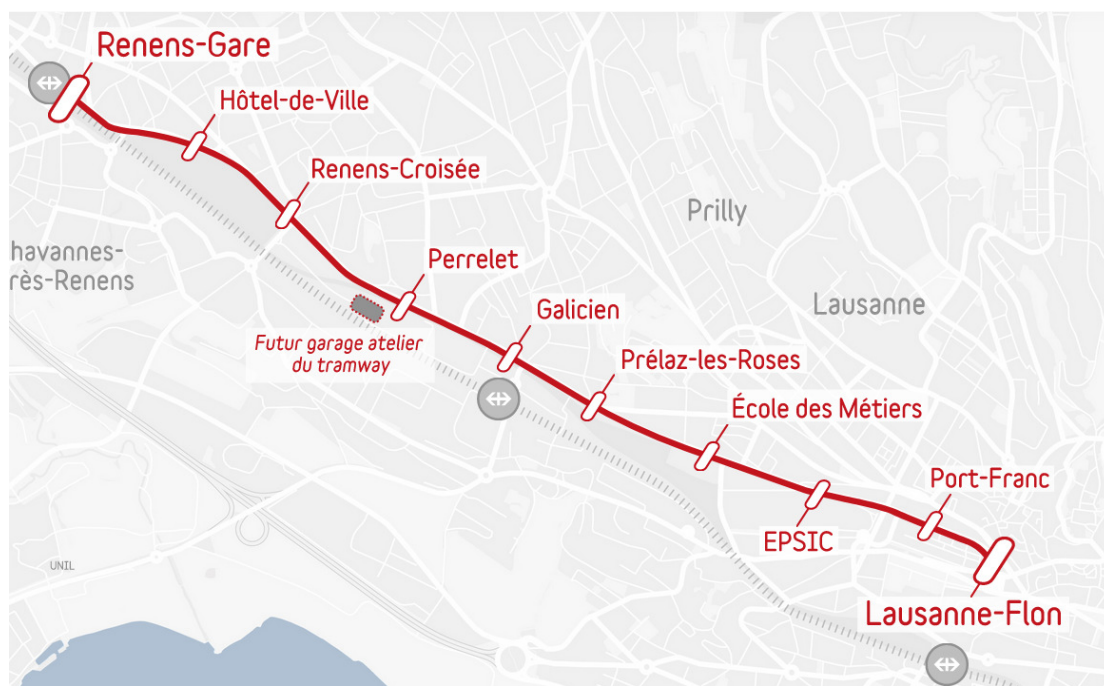 Renens-Gare
Hôtel-de-Ville
Renens-Croisée
Prilly
havannes-
rès-Renens
Perrelet
Lausanne
Galicien
Futur garage atelier
du tramway
Prélaz-les-Roses
École des Métiers
Port-Franc
EPSIC
UNIL
Lausanne-Flon